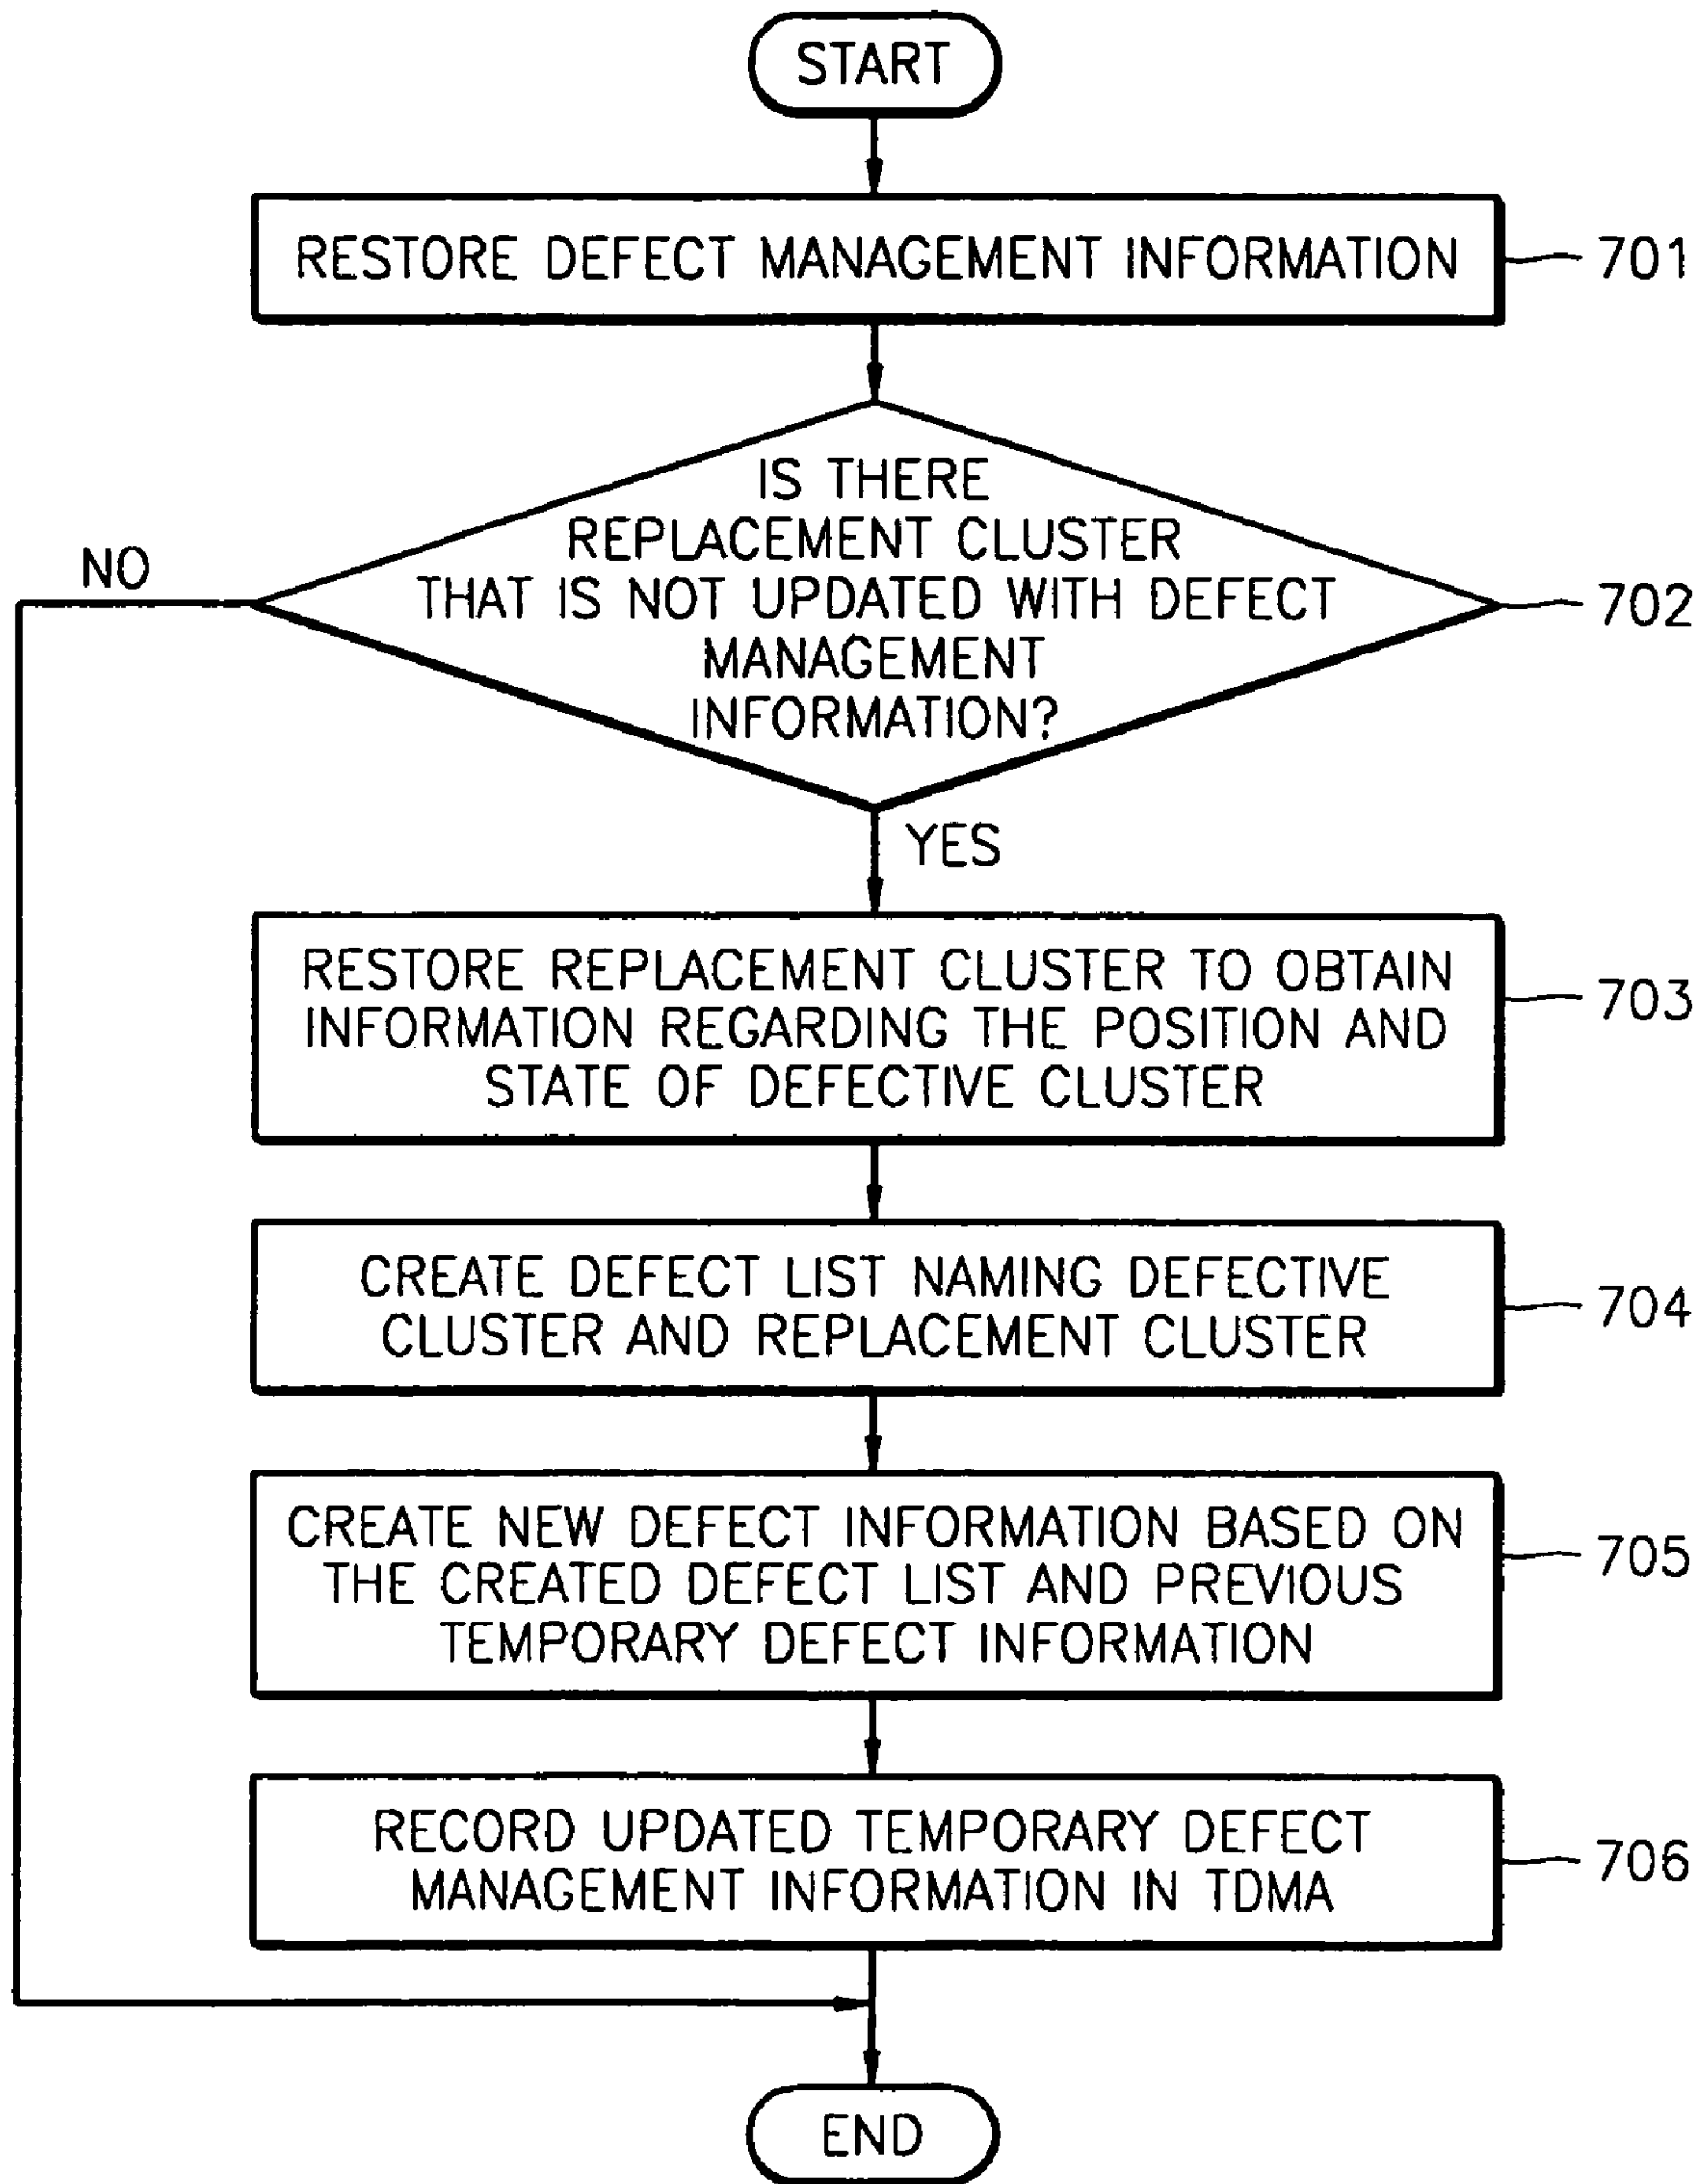 START
RESTORE DEFECT MANAGEMENT INFORMATION
701
IS THERE
REPLACEMENT CLUSTER
THAT IS NOT UPDATED WITH DEFECT
MANAGEMENT
INFORMATION?
702
NO
YES
RESTORE REPLACEMENT CLUSTER TO OBTAIN
INFORMATION REGARDING THE POSITION AND
STATE OF DEFECTIVE CLUSTER
703
CREATE DEFECT LIST NAMING DEFECTIVE
CLUSTER AND REPLACEMENT CLUSTER
704
CREATE NEW DEFECT INFORMATION BASED ON
THE CREATED DEFECT LIST AND PREVIOUS
TEMPORARY DEFECT INFORMATION
705
RECORD UPDATED TEMPORARY DEFECT
MANAGEMENT INFORMATION IN TDMA
706
END